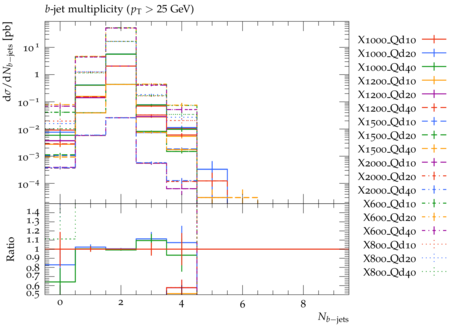 b-jet multiplicity (pT > 25 GeV)
dσ / dN_b−jets [pb]
10^1
1
10^−1
10^−2
10^−3
10^−4
X1000_Qd10
X1000_Qd20
X1000_Qd40
X1200_Qd10
X1200_Qd20
X1200_Qd40
X1500_Qd10
X1500_Qd20
X1500_Qd40
X2000_Qd10
X2000_Qd20
X2000_Qd40
X600_Qd10
X600_Qd20
X600_Qd40
X800_Qd10
X800_Qd20
X800_Qd40
Ratio
1.4
1.3
1.2
1.1
1
0.9
0.8
0.7
0.6
0.5
0 2 4 6 8
N_b−jets